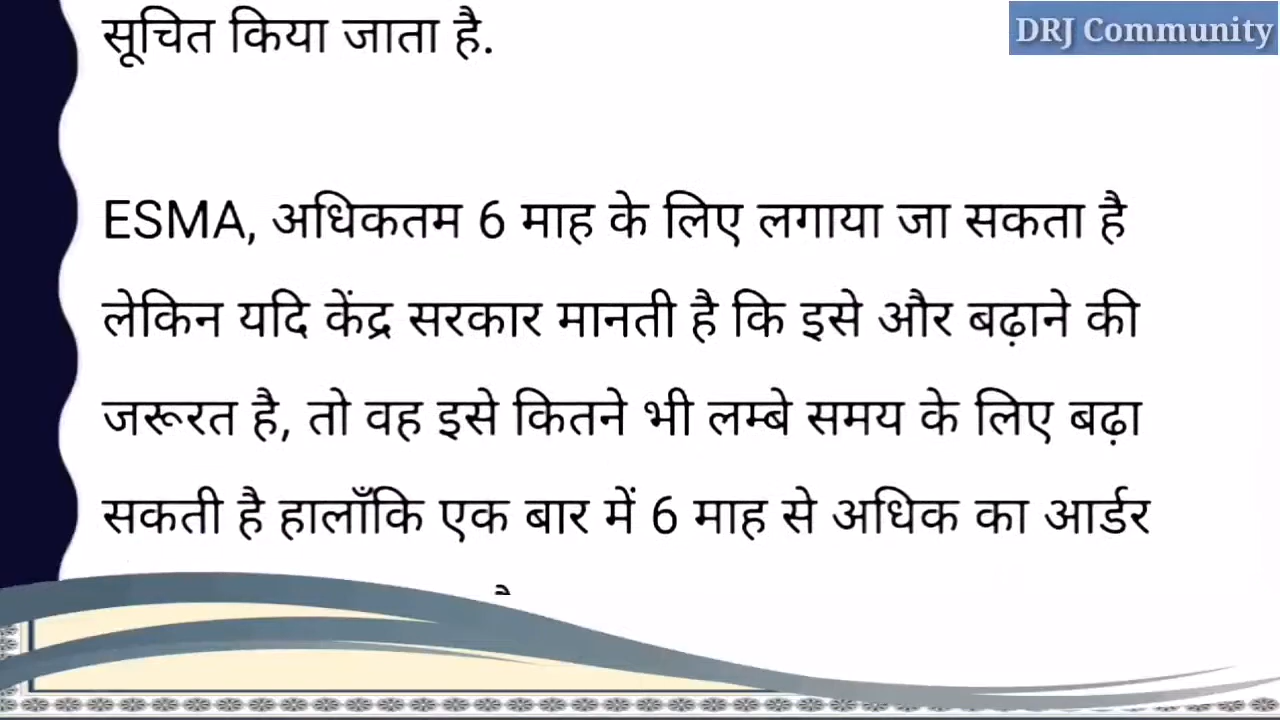 सूचित किया जाता है.
DRJ Community
ESMA, अधिकतम 6 माह के लिए लगाया जा सकता है
लेकिन यदि केंद्र सरकार मानती है कि इसे और बढ़ाने की
जरूरत है, तो वह इसे कितने भी लम्बे समय के लिए बढ़ा
सकती है हालाँकि एक बार में 6 माह से अधिक का आर्डर